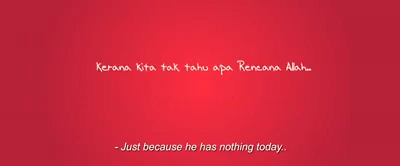 Kerana kita tak tahu apa Rencana Allah...
- Just because he has nothing today..